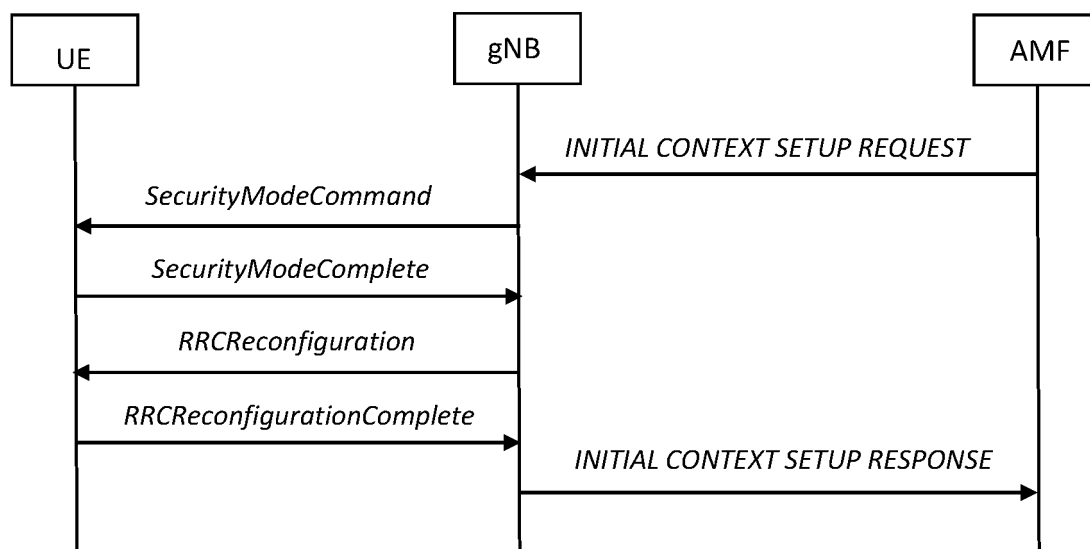 UE
gNB
AMF
INITIAL CONTEXT SETUP REQUEST
SecurityModeCommand
SecurityModeComplete
RRCReconfiguration
RRCReconfigurationComplete
INITIAL CONTEXT SETUP RESPONSE